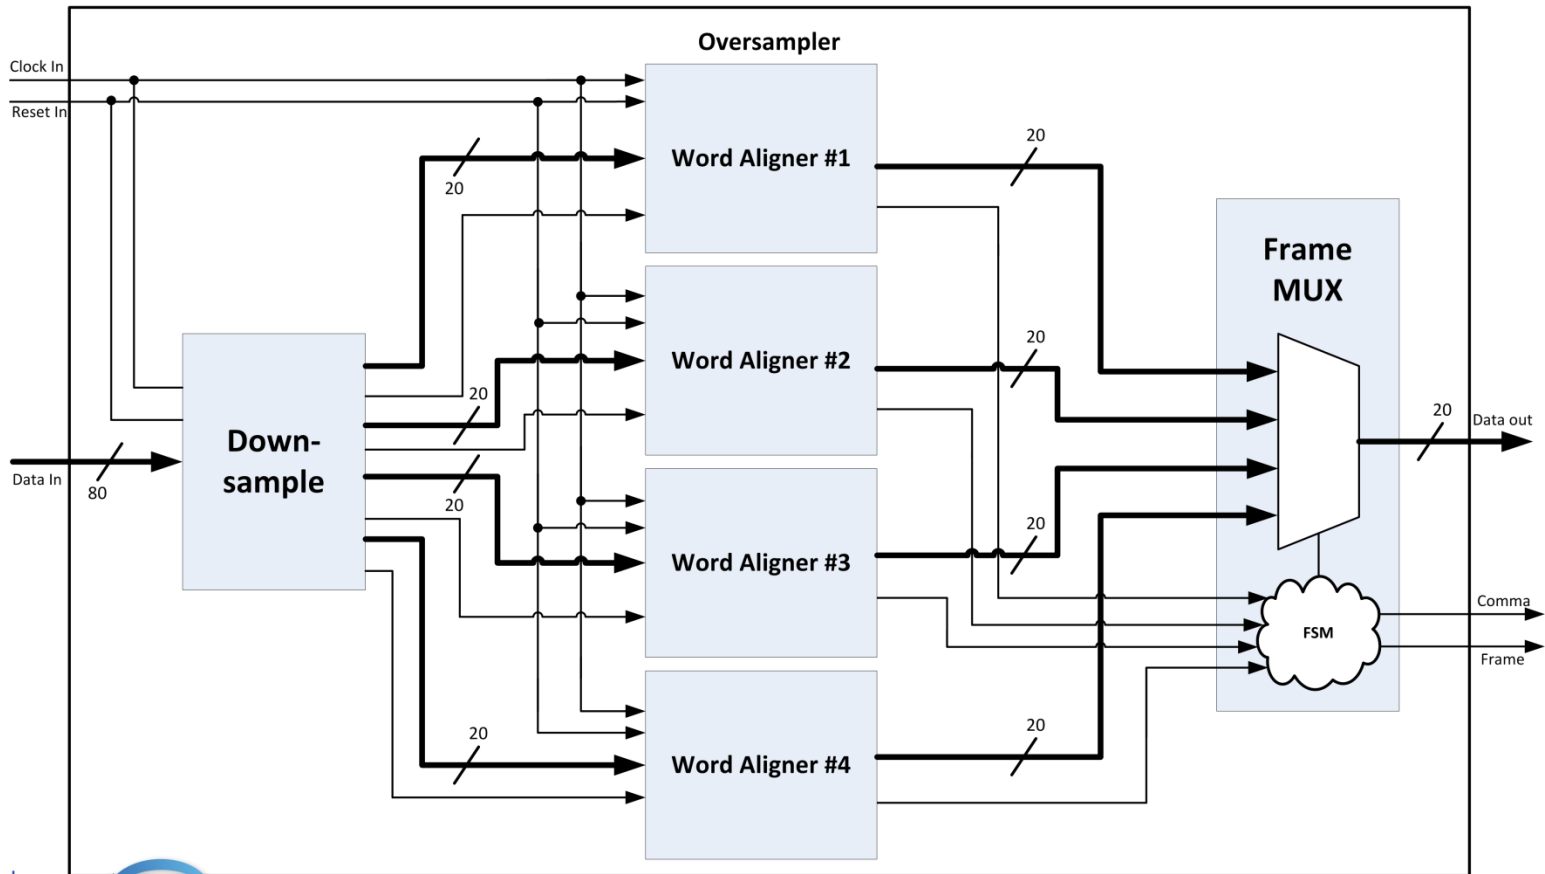 Oversampler
Clock In
Reset In
20
Word Aligner #1
20
20
Word Aligner #2
20
Frame
MUX
Down-
sample
Data In
80
20
Word Aligner #3
20
20
Data out
FSM
Comma
Frame
20
Word Aligner #4
20